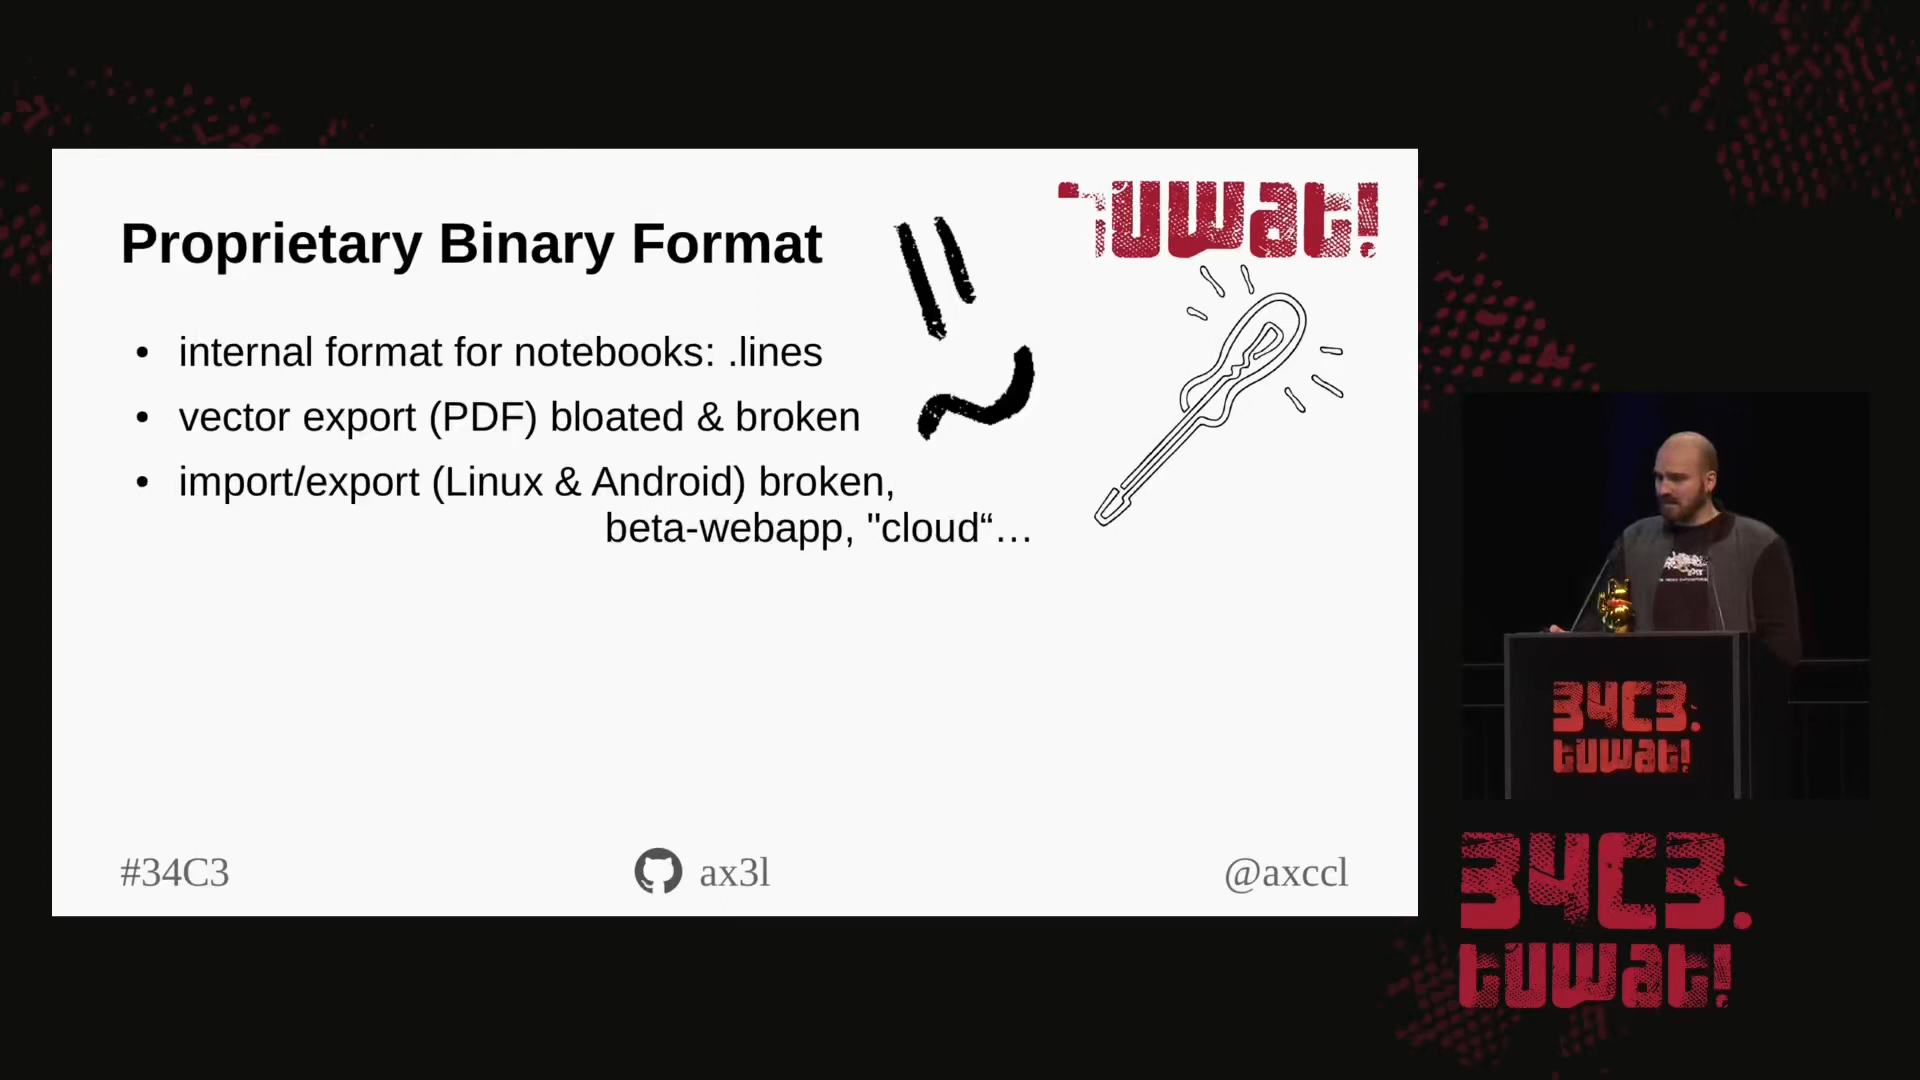 Proprietary Binary Format
tuwat!
• internal format for notebooks: .lines
• vector export (PDF) bloated & broken
• import/export (Linux & Android) broken,
beta-webapp, "cloud“…
#34C3
ax3l
@axccl
34C3.
tuwat!
34C3.
tuwat!